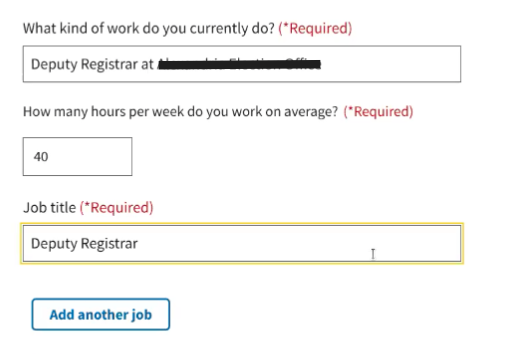 What kind of work do you currently do? (*Required)
Deputy Registrar at
How many hours per week do you work on average? (*Required)
40
Job title (*Required)
Deputy Registrar
Add another job